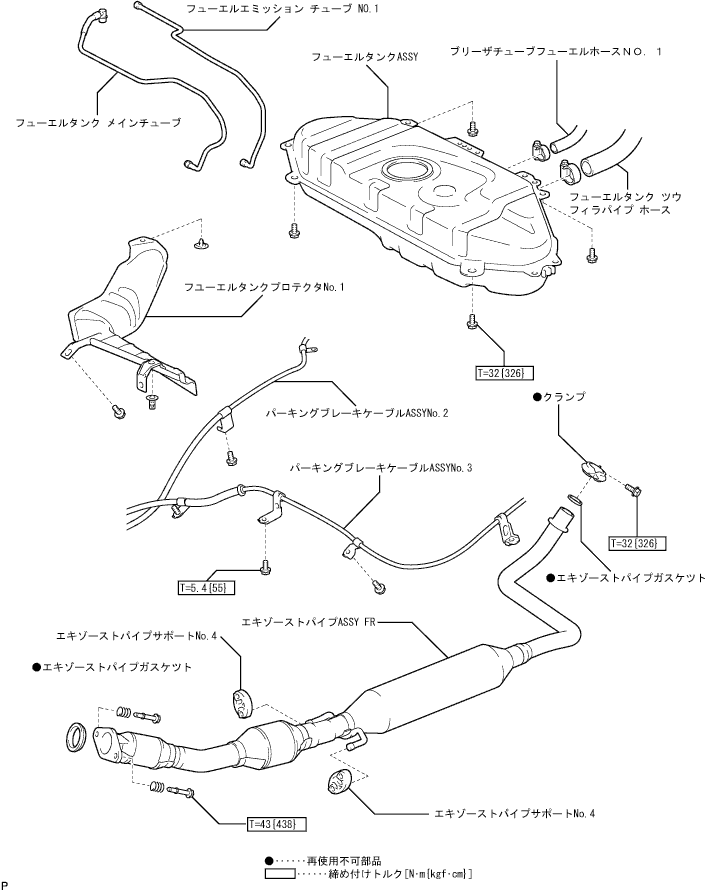 フューエルエミッション チューブ NO.1
フューエルタンクASSY
ブリーザチューブフューエルホースNO. 1
フューエルタンク メインチューブ
フューエルタンク ツウ
フィラパイプ ホース
フューエルタンクプロテクタNo.1
T=32{326}
パーキングブレーキケーブルASSYNo.2
●クランプ
パーキングブレーキケーブルASSYNo.3
T=32{326}
●エキゾーストパイプガスケツト
T=5.4{55}
エキゾーストパイプASSY FR
エキゾーストパイプサポートNo.4
●エキゾーストパイプガスケツト
エキゾーストパイプサポートNo.4
T=43{438}
●······再使用不可部品
······締め付けトルク[N·m{kgf·cm}]
P